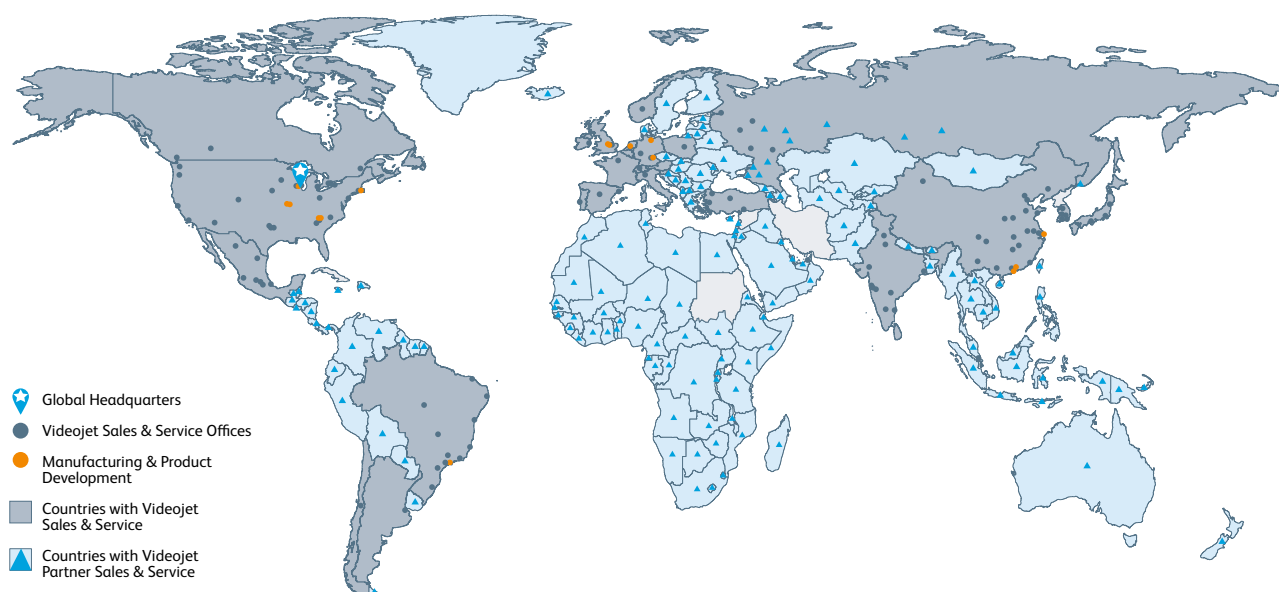 Global Headquarters
Videojet Sales & Service Offices
Manufacturing & Product
Development
Countries with Videojet
Sales & Service
Countries with Videojet
Partner Sales & Service